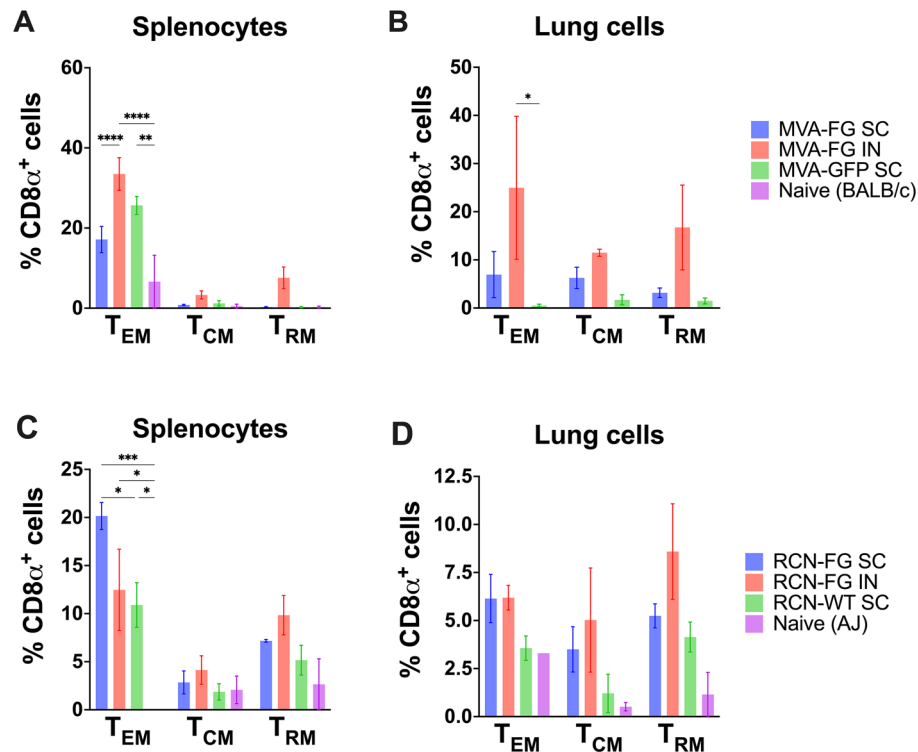 A
Splenocytes
% CD8α+ cells
60
40
20
0
****
****
**
TEM
TCM
TRM
B
Lung cells
% CD8α+ cells
50
40
30
20
10
0
*
TEM
TCM
TRM
MVA-FG SC
MVA-FG IN
MVA-GFP SC
Naive (BALB/c)
C
Splenocytes
% CD8α+ cells
25
20
15
10
5
0
***
*
*
*
TEM
TCM
TRM
D
Lung cells
% CD8α+ cells
12.5
10.0
7.5
5.0
2.5
0.0
TEM
TCM
TRM
RCN-FG SC
RCN-FG IN
RCN-WT SC
Naive (AJ)